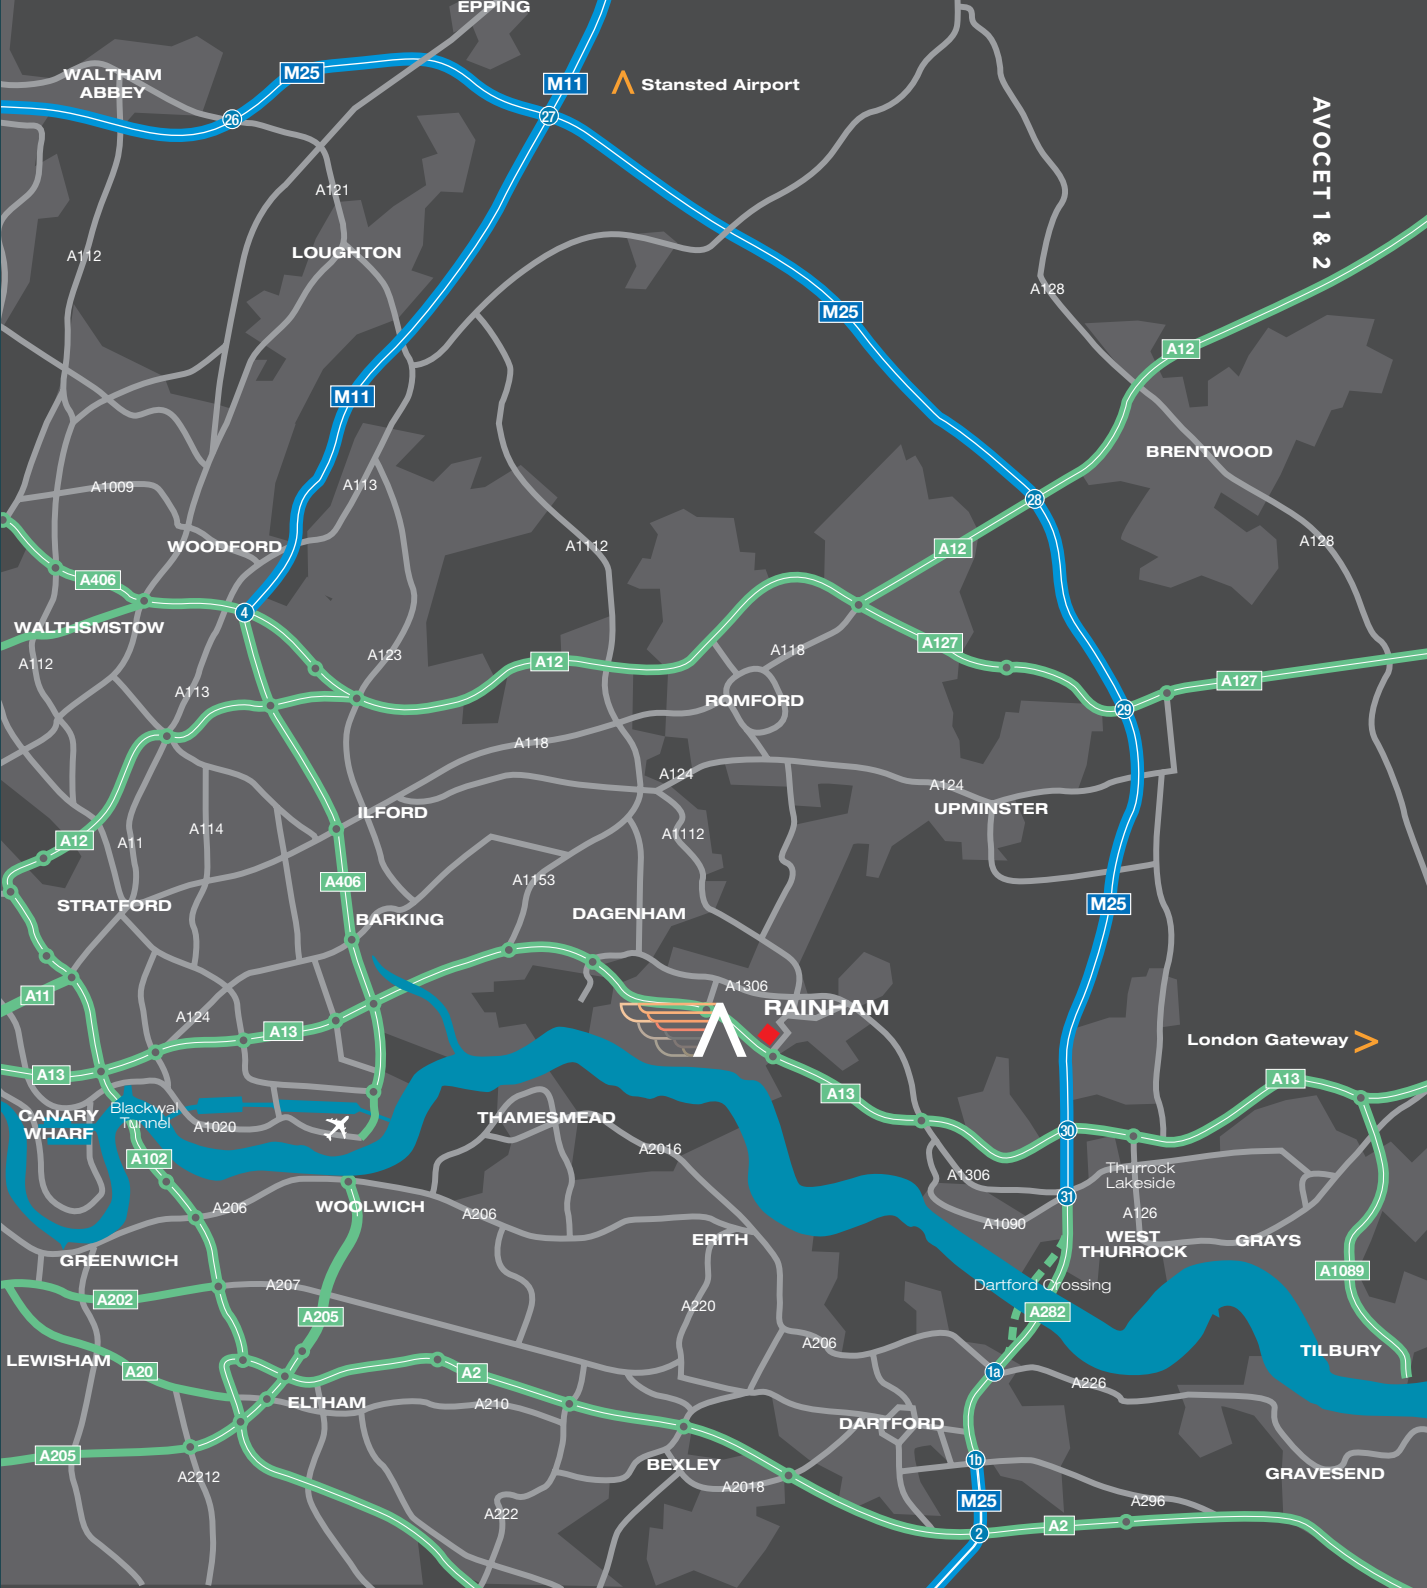 EPPING
WALTHAM
ABBEY
M25
M11
Stansted Airport
26
27
AVOCET 1 & 2
A121
LOUGHTON
A112
A128
M25
A12
M11
BRENTWOOD
A1009
A113
28
WOODFORD
A1112
A12
A128
A406
4
WALTHSMSTOW
A112
A123
A12
A118
A127
A127
A113
ROMFORD
29
A118
A124
A124
UPMINSTER
ILFORD
A114
A11
A12
A1112
A406
A1153
M25
STRATFORD
BARKING
DAGENHAM
A11
A1306
RAINHAM
A124
A13
London Gateway
A13
A13
A13
CANARY
WHARF
Blackwal
Tunnel
A1020
THAMESMEAD
30
A102
A2016
A1306
Thurrock
Lakeside
31
A206
WOOLWICH
A206
A1090
A126
ERITH
WEST
THURROCK
GRAYS
GREENWICH
A1089
A207
Dartford Crossing
A202
A205
A220
A282
A206
LEWISHAM
A20
A2
TILBURY
1a
A226
ELTHAM
A210
DARTFORD
A205
1b
A2212
BEXLEY
A2018
GRAVESEND
M25
A296
A222
2
A2